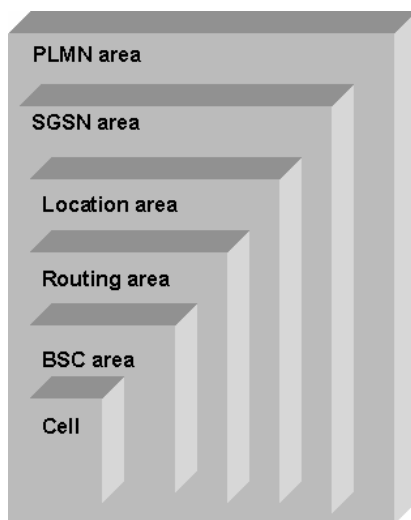 PLMN area
SGSN area
Location area
Routing area
BSC area
Cell